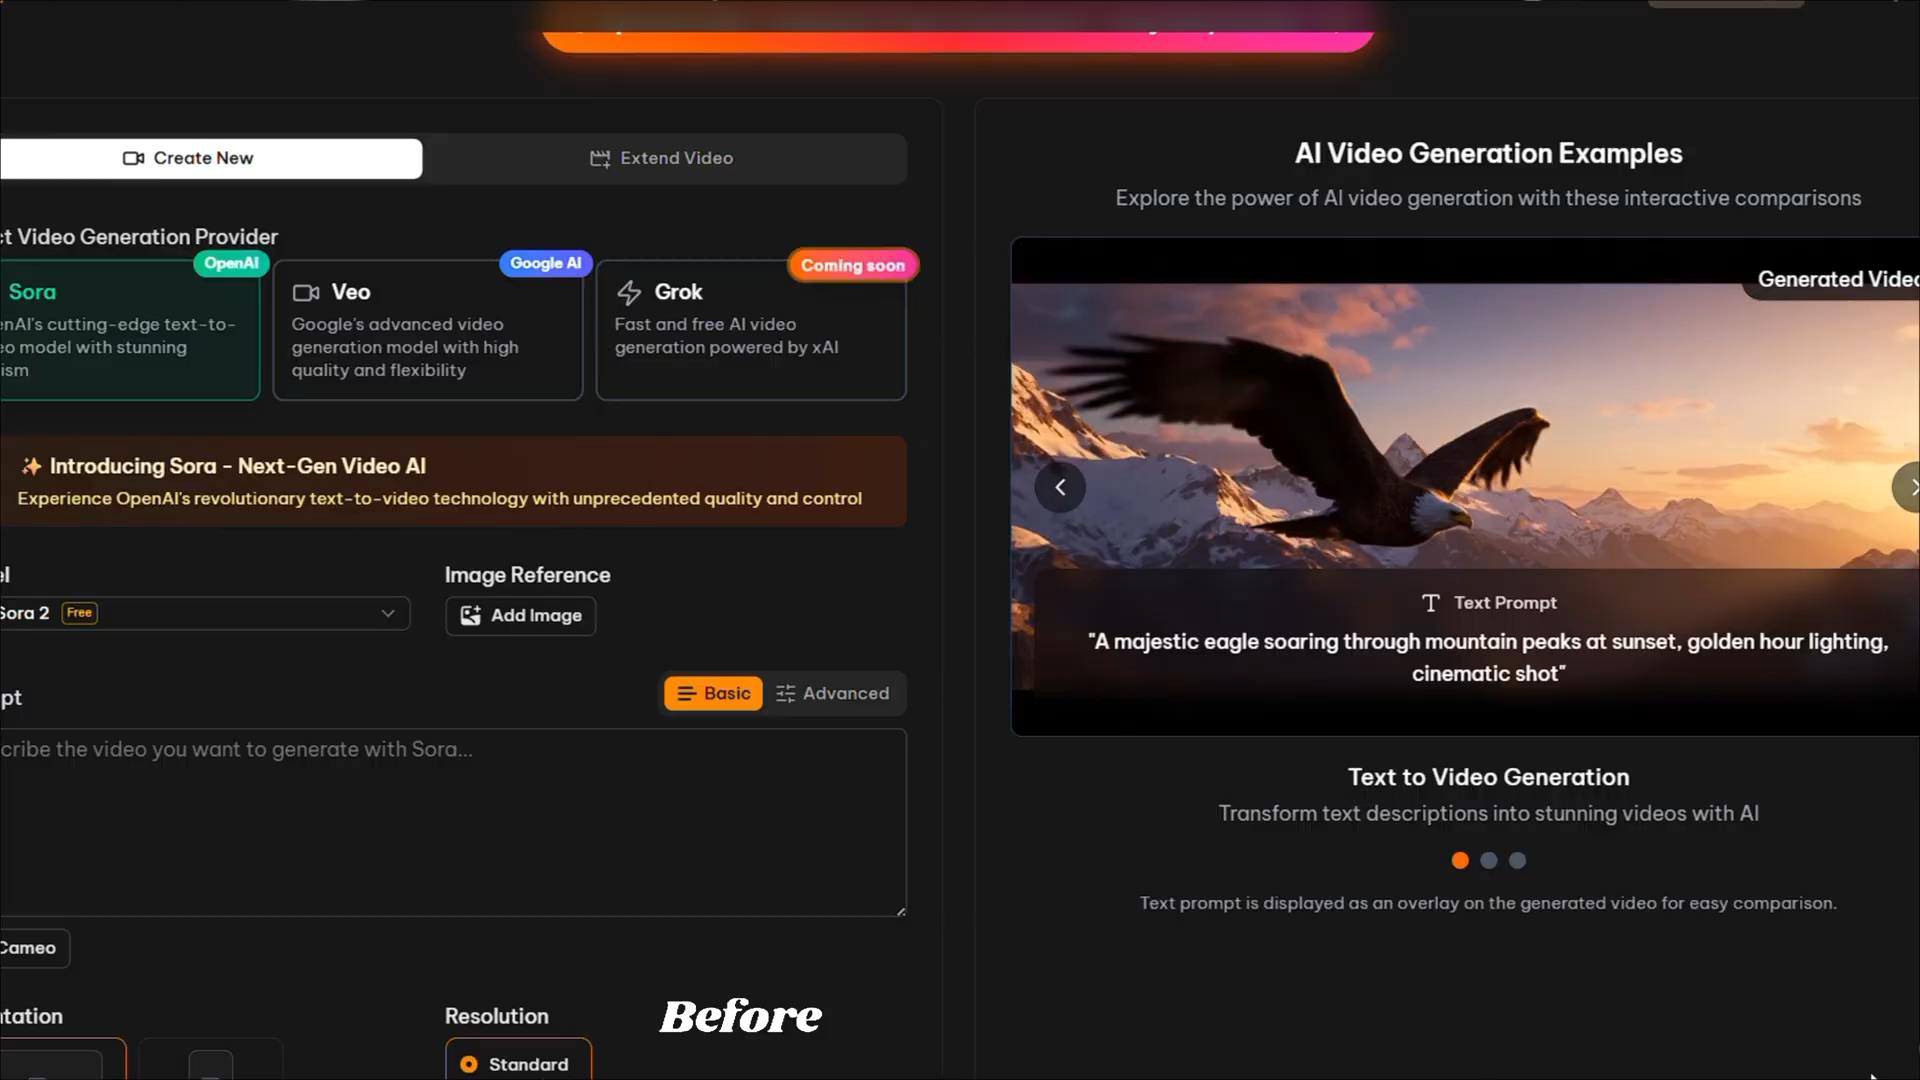 Create New
Extend Video
ct Video Generation Provider
OpenAI
Sora
enAI's cutting-edge text-to-
eo model with stunning
ism
Google AI
Veo
Google's advanced video
generation model with high
quality and flexibility
Coming soon
Grok
Fast and free AI video
generation powered by xAI
Introducing Sora - Next-Gen Video AI
Experience OpenAI's revolutionary text-to-video technology with unprecedented quality and control
el
Sora 2 Free
Image Reference
Add Image
pt
Basic
Advanced
cribe the video you want to generate with Sora...
Cameo
ntation
Resolution
Standard
Before
AI Video Generation Examples
Explore the power of AI video generation with these interactive comparisons
Generated Video
Text Prompt
"A majestic eagle soaring through mountain peaks at sunset, golden hour lighting,
cinematic shot"
Text to Video Generation
Transform text descriptions into stunning videos with AI
Text prompt is displayed as an overlay on the generated video for easy comparison.